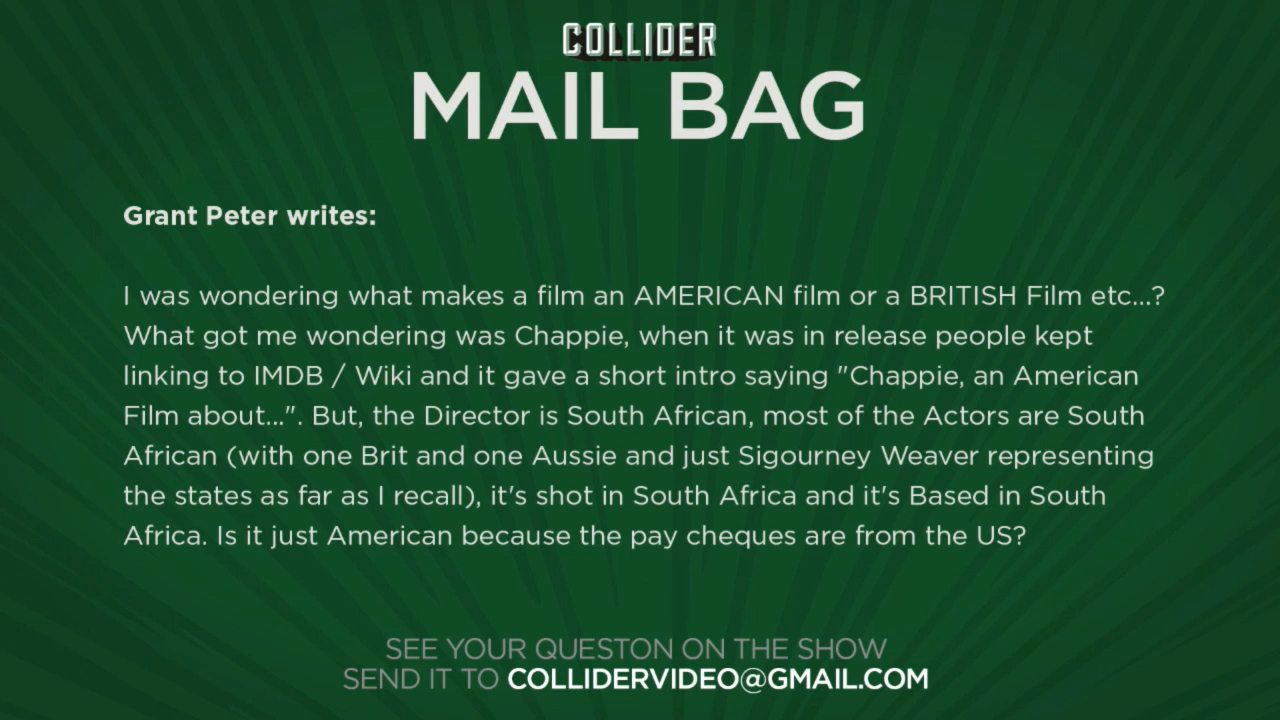 COLLIDER
MAIL BAG
Grant Peter writes:
I was wondering what makes a film an AMERICAN film or a BRITISH Film etc...?
What got me wondering was Chappie, when it was in release people kept
linking to IMDB / Wiki and it gave a short intro saying "Chappie, an American
Film about...". But, the Director is South African, most of the Actors are South
African (with one Brit and one Aussie and just Sigourney Weaver representing
the states as far as I recall), it's shot in South Africa and it's Based in South
Africa. Is it just American because the pay cheques are from the US?
SEE YOUR QUESTON ON THE SHOW
SEND IT TO COLLIDERVIDEO@GMAIL.COM